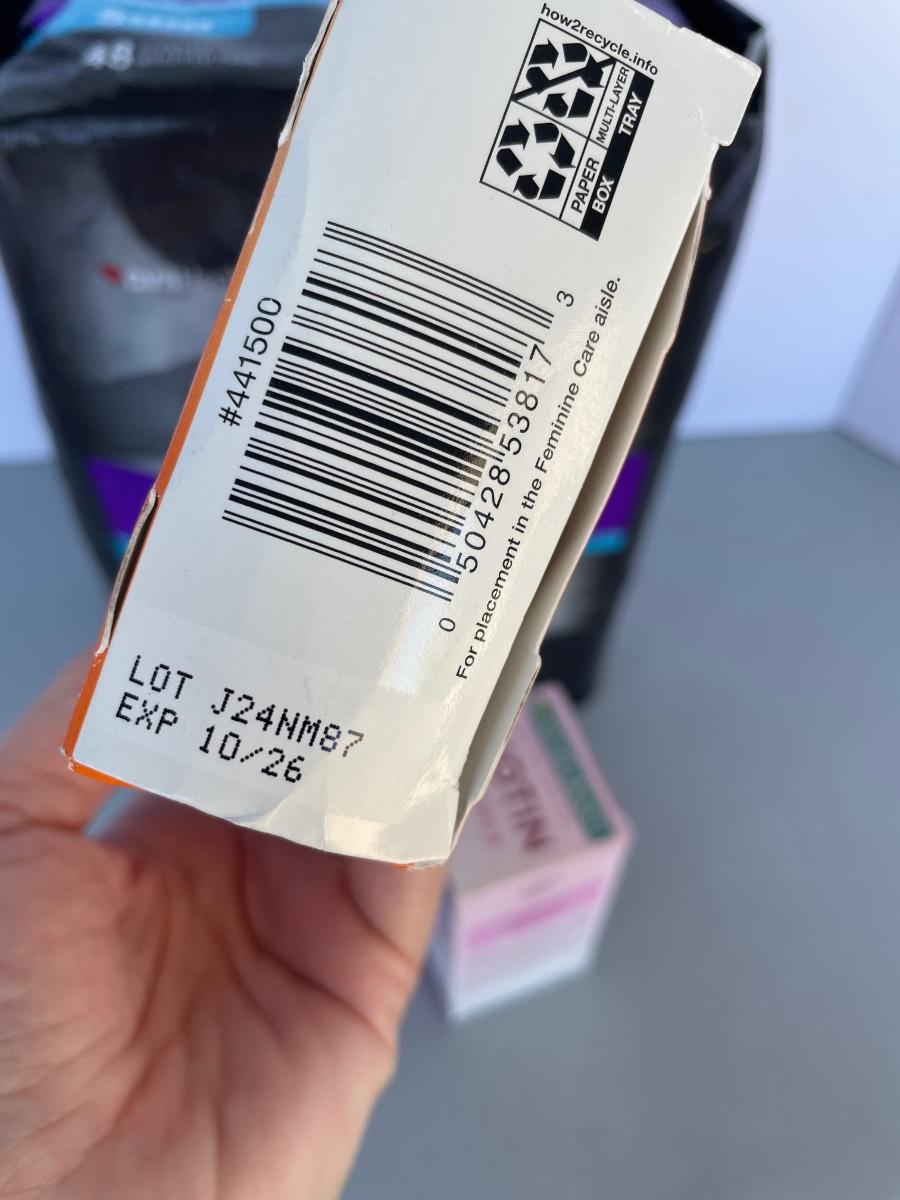 how2recycle.info
PAPER
BOX
MULTI-LAYER
TRAY
#441500
0 50428 53817 3
For placement in the Feminine Care aisle.
LOT J24NM87
EXP 10/26
48